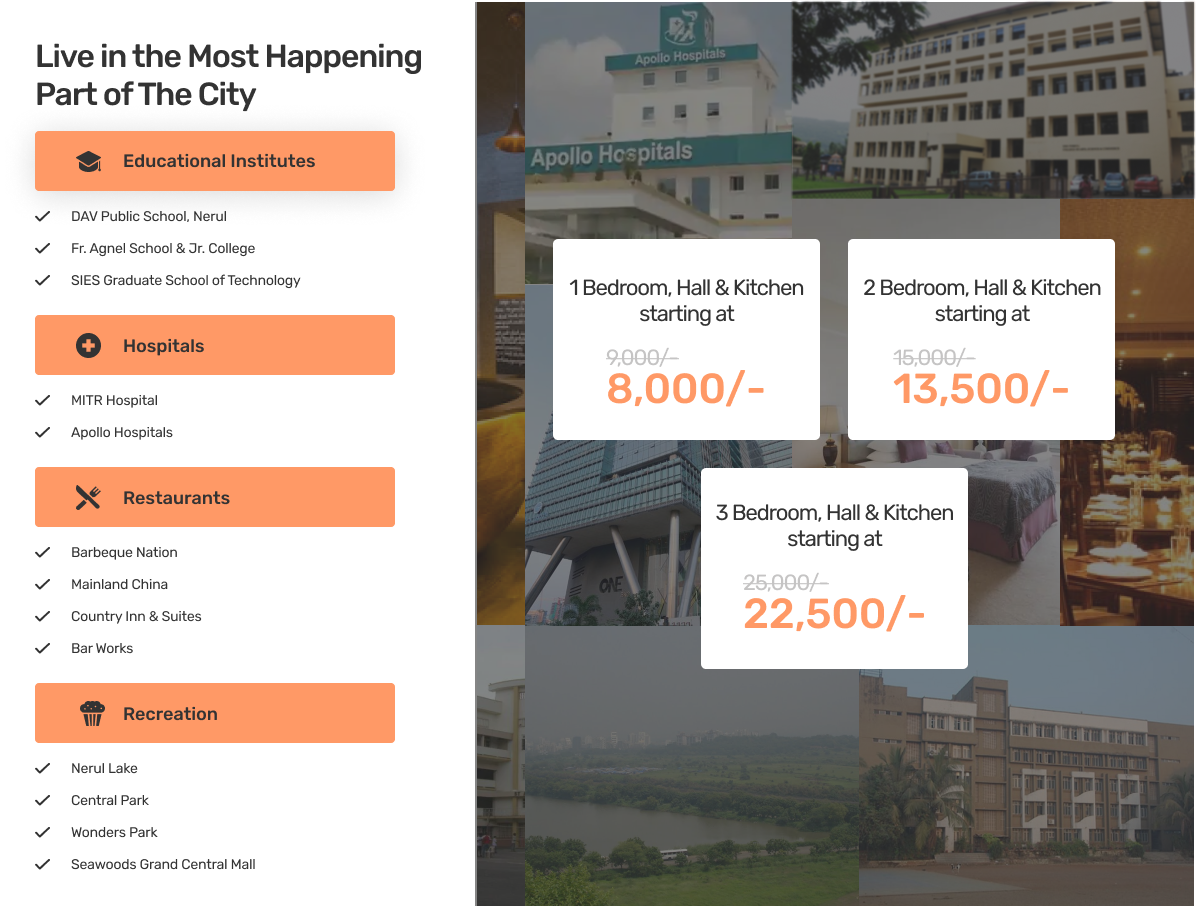 Live in the Most Happening
Part of The City
Educational Institutes
DAV Public School, Nerul
Fr. Agnel School & Jr. College
SIES Graduate School of Technology
Hospitals
MITR Hospital
Apollo Hospitals
Restaurants
Barbeque Nation
Mainland China
Country Inn & Suites
Bar Works
Recreation
Nerul Lake
Central Park
Wonders Park
Seawoods Grand Central Mall
Apollo Hospitals
Apollo Hospitals
1 Bedroom, Hall & Kitchen
starting at
9,000/-
8,000/-
2 Bedroom, Hall & Kitchen
starting at
15,000/-
13,500/-
ONE
3 Bedroom, Hall & Kitchen
starting at
25,000/-
22,500/-